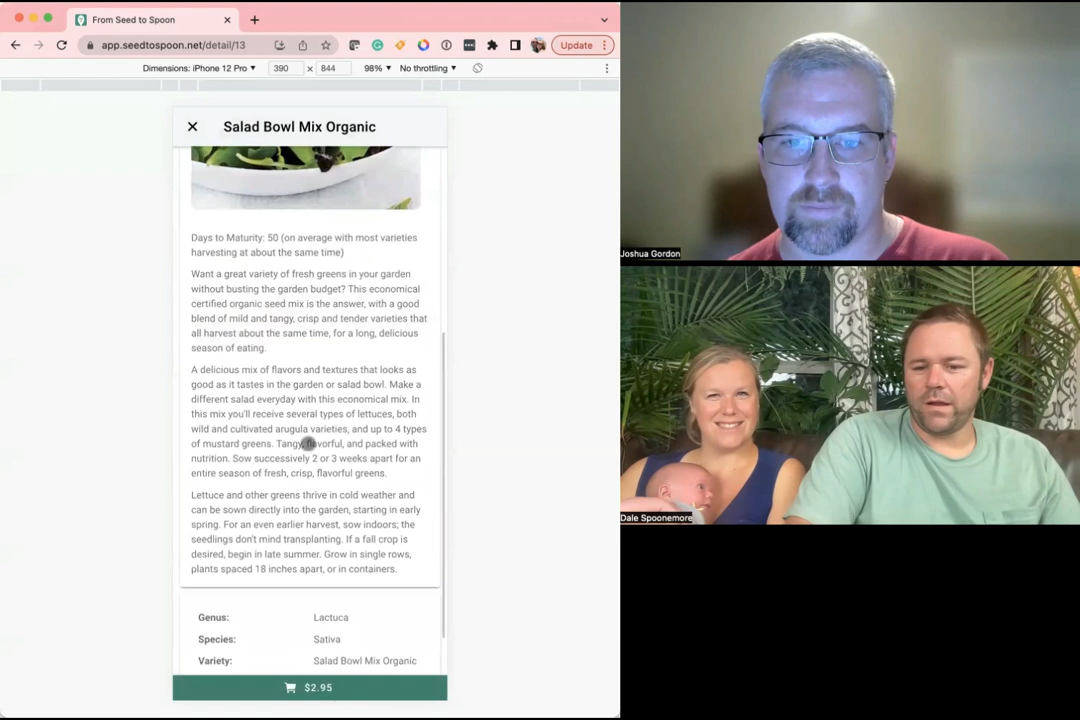 From Seed to Spoon
app.seedtospoon.net/detail/13
Update
Dimensions: iPhone 12 Pro
390
x
844
98%
No throttling
Salad Bowl Mix Organic
Days to Maturity: 50 (on average with most varieties
harvesting at about the same time)
Want a great variety of fresh greens in your garden
without busting the garden budget? This economical
certified organic seed mix is the answer, with a good
blend of mild and tangy, crisp and tender varieties that
all harvest about the same time, for a long, delicious
season of eating.
A delicious mix of flavors and textures that looks as
good as it tastes in the garden or salad bowl. Make a
different salad everyday with this economical mix. In
this mix you'll receive several types of lettuces, both
wild and cultivated arugula varieties, and up to 4 types
of mustard greens. Tangy, flavorful, and packed with
nutrition. Sow successively 2 or 3 weeks apart for an
entire season of fresh, crisp, flavorful greens.
Lettuce and other greens thrive in cold weather and
can be sown directly into the garden, starting in early
spring. For an even earlier harvest, sow indoors; the
seedlings don't mind transplanting. If a fall crop is
desired, begin in late summer. Grow in single rows,
plants spaced 18 inches apart, or in containers.
Genus: Lactuca
Species: Sativa
Variety: Salad Bowl Mix Organic
$2.95
Joshua Gordon
Dale Spoonemore